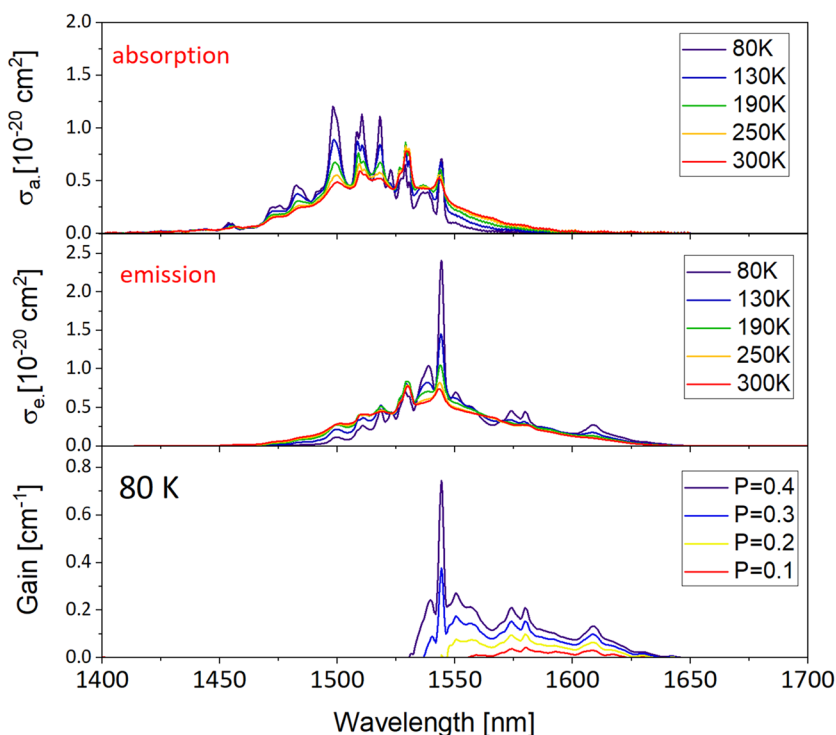 2.0
absorption
1.5
1.0
0.5
0.0
σa.[10-20 cm2]
80K
130K
190K
250K
300K
2.5
emission
2.0
1.5
1.0
0.5
0.0
σe.[10-20 cm2]
80K
130K
190K
250K
300K
0.8
80 K
0.6
0.4
0.2
0.0
Gain [cm-1]
P=0.4
P=0.3
P=0.2
P=0.1
1400 1450 1500 1550 1600 1650 1700
Wavelength [nm]